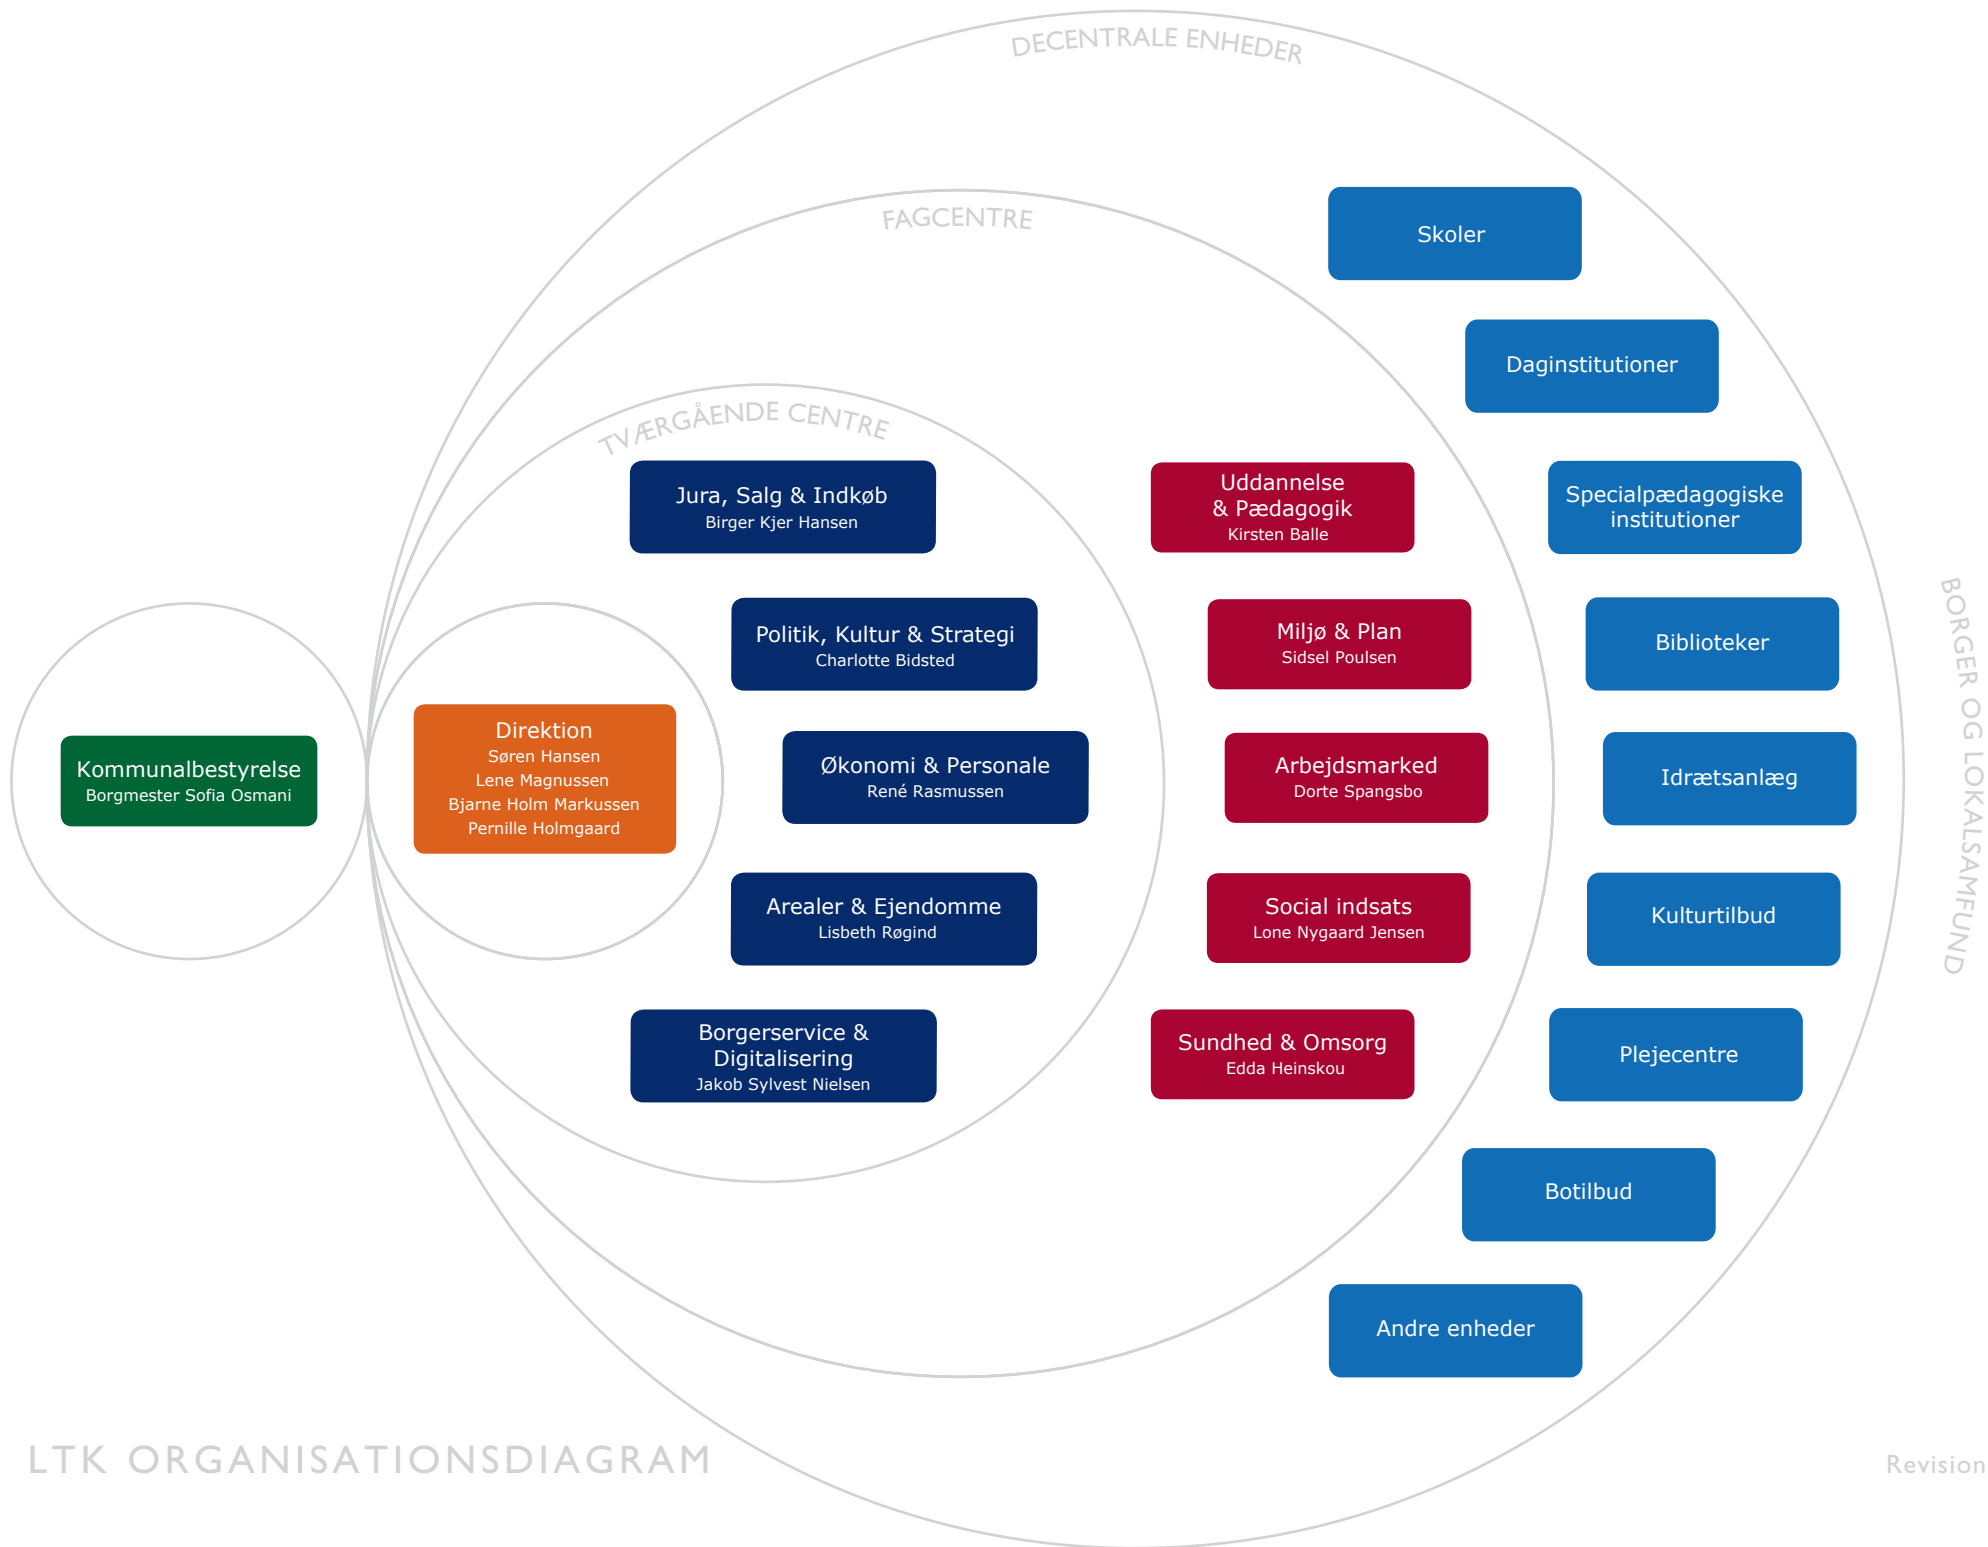 DECENTRALE ENHEDER
FAGCENTRE
TVÆRGÅENDE CENTRE
BORGER OG LOKALSAMFUND
Kommunalbestyrelse
Borgmester Sofia Osmani
Direktion
Søren Hansen
Lene Magnussen
Bjarne Holm Markussen
Pernille Holmgaard
Jura, Salg & Indkøb
Birger Kjer Hansen
Politik, Kultur & Strategi
Charlotte Bidsted
Økonomi & Personale
René Rasmussen
Arealer & Ejendomme
Lisbeth Røgind
Borgerservice &
Digitalisering
Jakob Sylvest Nielsen
Uddannelse
& Pædagogik
Kirsten Balle
Miljø & Plan
Sidsel Poulsen
Arbejdsmarked
Dorte Spangsbo
Social indsats
Lone Nygaard Jensen
Sundhed & Omsorg
Edda Heinskou
Skoler
Daginstitutioner
Specialpædagogiske
institutioner
Biblioteker
Idrætsanlæg
Kulturtilbud
Plejecentre
Botilbud
Andre enheder
LTK ORGANISATIONSDIAGRAM
Revision